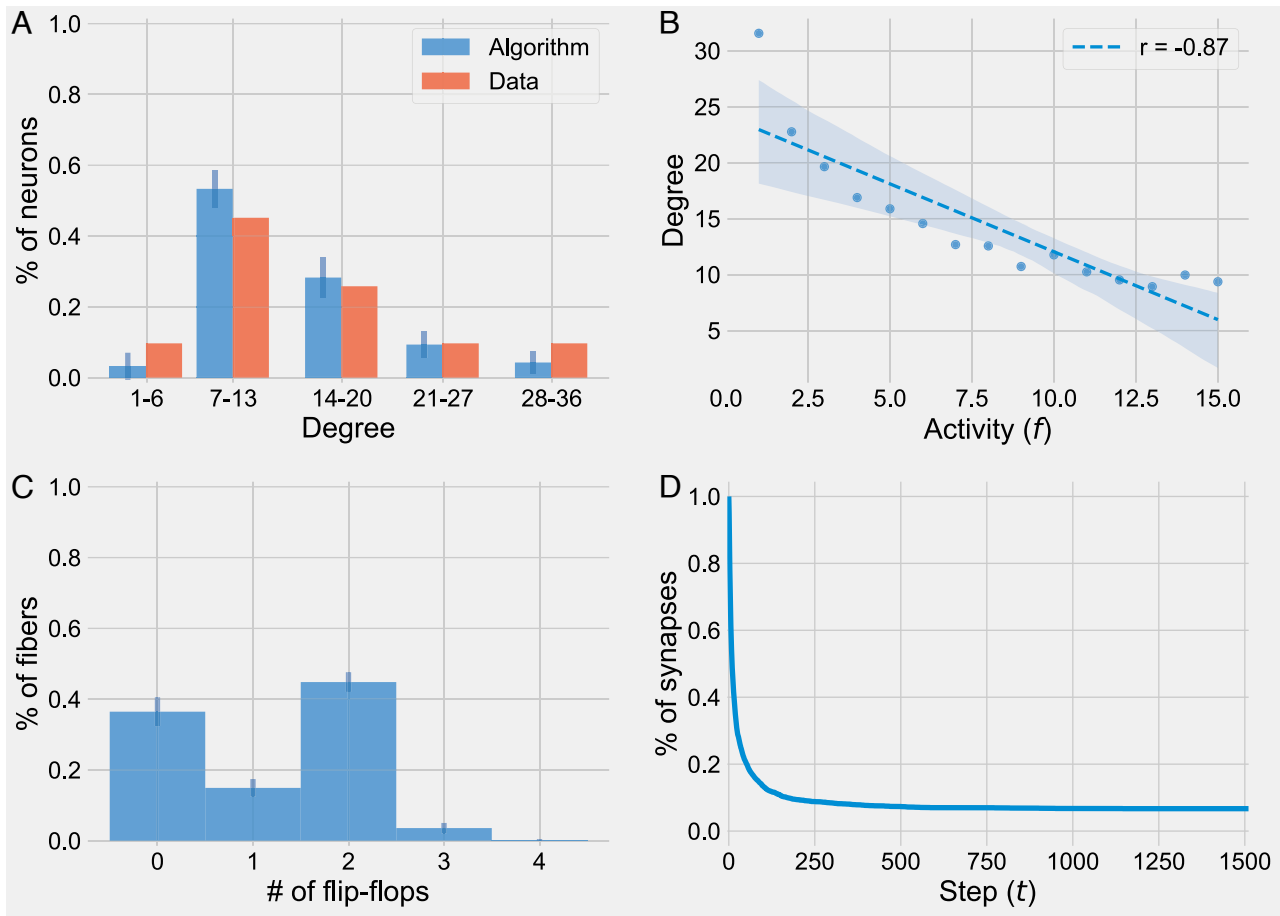 A
1.0
0.8
0.6
0.4
0.2
0.0
% of neurons
Algorithm
Data
1-6 7-13 14-20 21-27 28-36
Degree
B
30
25
20
15
10
5
Degree
r = -0.87
0.0 2.5 5.0 7.5 10.0 12.5 15.0
Activity (f)
C
1.0
0.8
0.6
0.4
0.2
0.0
% of fibers
0 1 2 3 4
# of flip-flops
D
1.0
0.8
0.6
0.4
0.2
0.0
% of synapses
0 250 500 750 1000 1250 1500
Step (t)